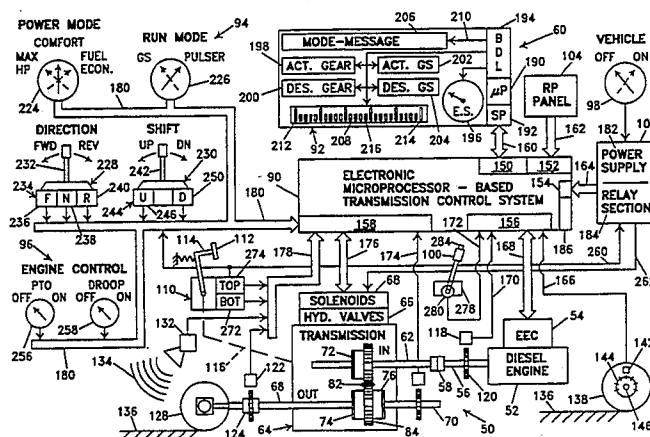 POWER MODE
COMFORT
MAX HP
FUEL ECON.
224
RUN MODE
94
GS
PULSER
226
180
206
MODE-MESSAGE
210
194
60
BDL
198
ACT. GEAR
ACT. GS
202
190
µP
200
DES. GEAR
DES. GS
E.S.
SP
192
212
92
208
216
214
204
196
160
104
RP PANEL
162
VEHICLE
OFF
ON
98
182
POWER SUPPLY
RELAY SECTION
184
164
DIRECTION
FWD
REV
232
228
234
F
N
R
240
236
238
SHIFT
UP
DN
242
230
250
U
D
244
246
90
180
ELECTRONIC MICROPROCESSOR – BASED TRANSMISSION CONTROL SYSTEM
150
152
154
158
156
186
96
ENGINE CONTROL
PTO
OFF
ON
DROOP
OFF
ON
256
258
180
114
112
274
110
TOP
BOT
272
178
176
174
172
284
100
280
278
168
170
260
166
132
134
116
122
68
SOLENOIDS
HYD. VALVES
66
TRANSMISSION
IN
62
72
82
OUT
68
74
76
84
64
70
50
118
58
56
120
EEC
54
DIESEL ENGINE
52
136
128
124
136
138
144
142
146